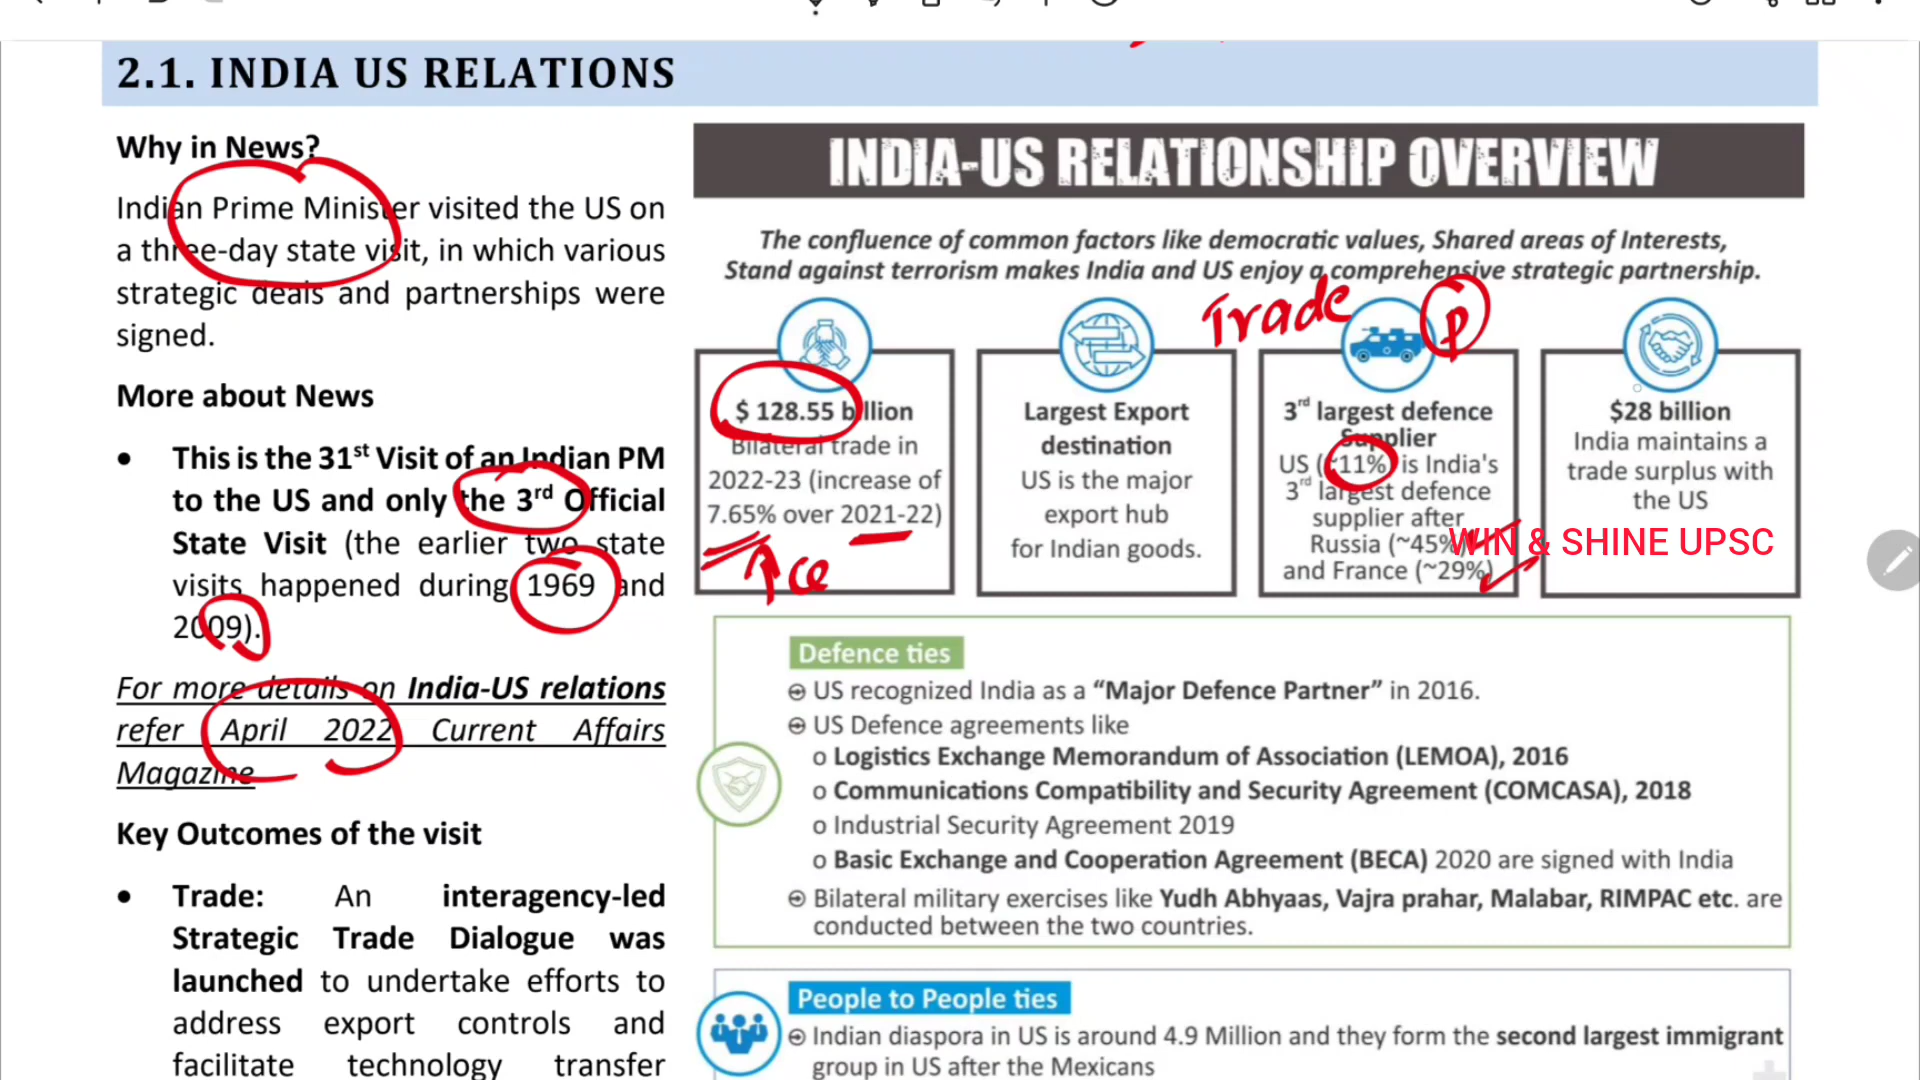 2.1. INDIA US RELATIONS
Why in News?
Indian Prime Minister visited the US on
a three-day state visit, in which various
strategic deals and partnerships were
signed.
More about News
• This is the 31st Visit of an Indian PM
to the US and only the 3rd Official
State Visit (the earlier two state
visits happened during 1969 and
2009).
For more details on India-US relations
refer April 2022 Current Affairs
Magazine
Key Outcomes of the visit
• Trade: An interagency-led
Strategic Trade Dialogue was
launched to undertake efforts to
address export controls and
facilitate technology transfer
INDIA-US RELATIONSHIP OVERVIEW
The confluence of common factors like democratic values, Shared areas of Interests,
Stand against terrorism makes India and US enjoy a comprehensive strategic partnership.
Trade P
$ 128.55 billion
Bilateral trade in
2022-23 (increase of
7.65% over 2021-22)
Largest Export
destination
US is the major
export hub
for Indian goods.
3rd largest defence
Supplier
US (~11%) is India's
3rd largest defence
supplier after
Russia (~45%)
and France (~29%)
$28 billion
India maintains a
trade surplus with
the US
WIN & SHINE UPSC
Defence ties
US recognized India as a “Major Defence Partner” in 2016.
US Defence agreements like
o Logistics Exchange Memorandum of Association (LEMOA), 2016
o Communications Compatibility and Security Agreement (COMCASA), 2018
o Industrial Security Agreement 2019
o Basic Exchange and Cooperation Agreement (BECA) 2020 are signed with India
Bilateral military exercises like Yudh Abhyaas, Vajra prahar, Malabar, RIMPAC etc. are
conducted between the two countries.
People to People ties
Indian diaspora in US is around 4.9 Million and they form the second largest immigrant
group in US after the Mexicans